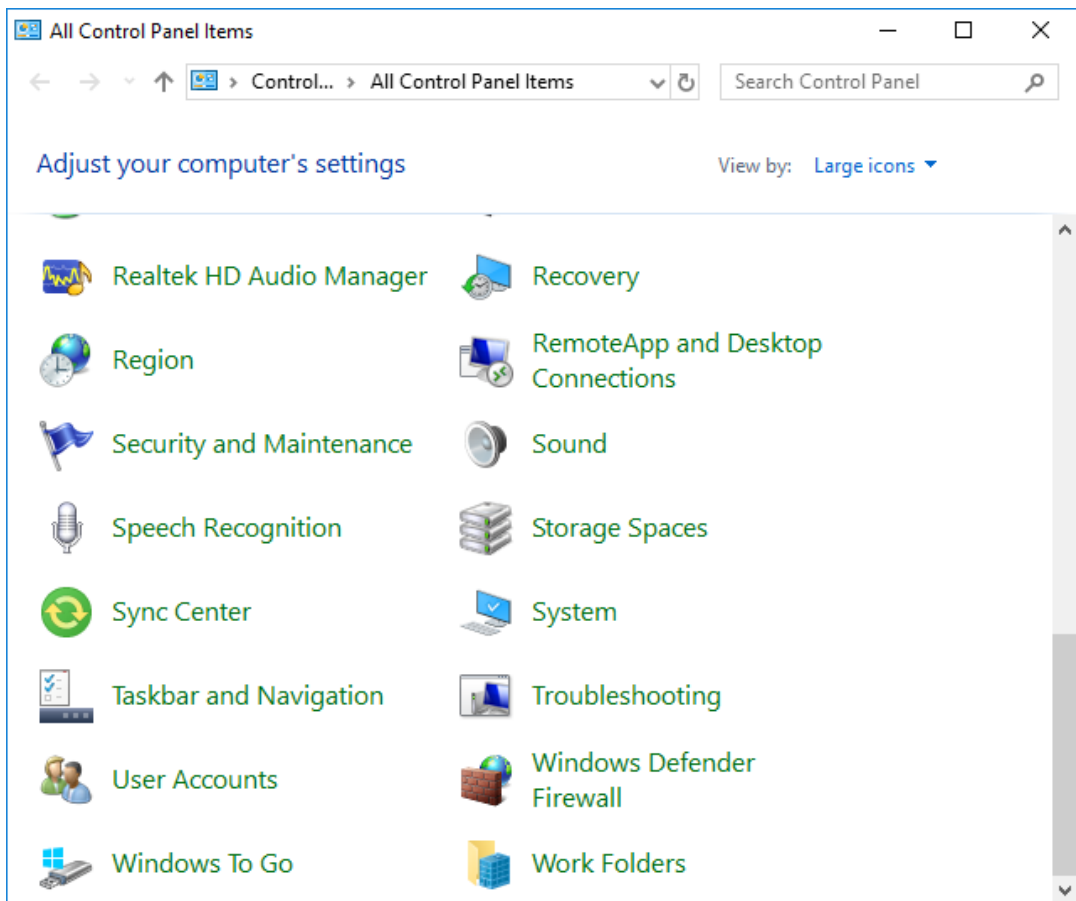 All Control Panel Items
Control... > All Control Panel Items
Search Control Panel
Adjust your computer's settings
View by: Large icons
Realtek HD Audio Manager
Recovery
Region
RemoteApp and Desktop
Connections
Security and Maintenance
Sound
Speech Recognition
Storage Spaces
Sync Center
System
Taskbar and Navigation
Troubleshooting
User Accounts
Windows Defender
Firewall
Windows To Go
Work Folders